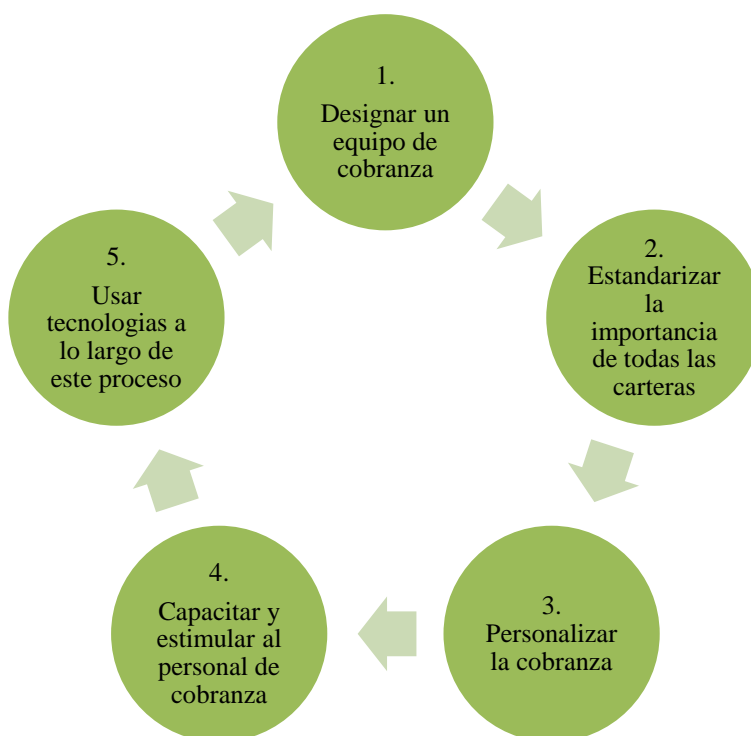 1.
Designar un
equipo de
cobranza
2.
Estandarizar
la
importancia
de todas las
carteras
3.
Personalizar
la cobranza
4.
Capacitar y
estimular al
personal de
cobranza
5.
Usar
tecnologias a
lo largo de
este proceso